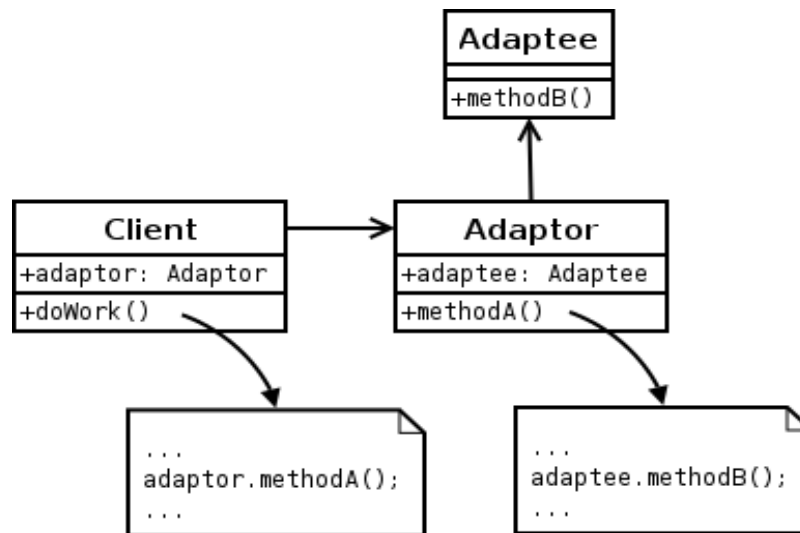 Adaptee
+methodB()
Client
+adaptor: Adaptor
+doWork()
Adaptor
+adaptee: Adaptee
+methodA()
...
adaptor.methodA();
...
...
adaptee.methodB();
...